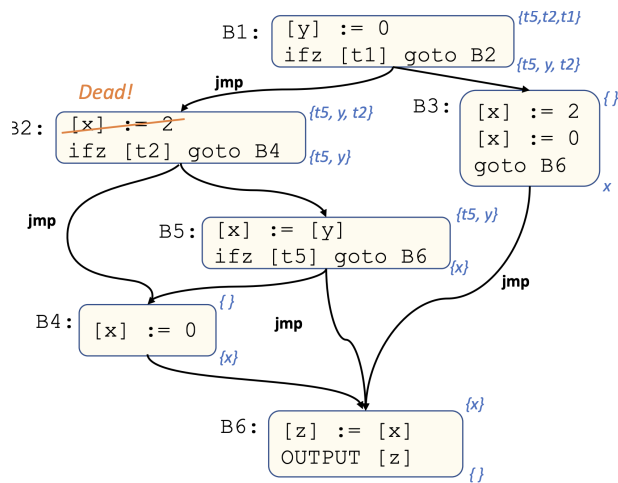 {t5,t2,t1}
B1:
[y] := 0
ifz [t1] goto B2
{t5, y, t2}
jmp
Dead!
B3:
{ }
[x] := 2
[x] := 0
goto B6
x
32:
{t5, y, t2}
[x] := 2
ifz [t2] goto B4
{t5, y}
jmp
B5:
{t5, y}
[x] := [y]
ifz [t5] goto B6
{x}
jmp
B4:
{ }
[x] := 0
{x}
jmp
B6:
{x}
[z] := [x]
OUTPUT [z]
{ }